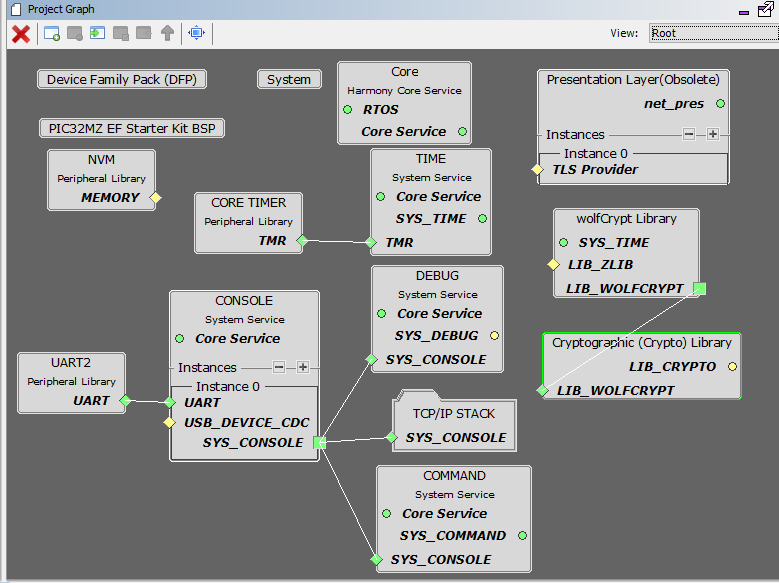 Project Graph
View:
Root
Device Family Pack (DFP)
System
PIC32MZ EF Starter Kit BSP
Core
Harmony Core Service
RTOS
Core Service
Presentation Layer(Obsolete)
net_pres
Instances
Instance 0
TLS Provider
NVM
Peripheral Library
MEMORY
CORE TIMER
Peripheral Library
TMR
TIME
System Service
Core Service
SYS_TIME
TMR
wolfCrypt Library
SYS_TIME
LIB_ZLIB
LIB_WOLFCRYPT
CONSOLE
System Service
Core Service
Instances
Instance 0
UART
USB_DEVICE_CDC
SYS_CONSOLE
DEBUG
System Service
Core Service
SYS_DEBUG
SYS_CONSOLE
Cryptographic (Crypto) Library
LIB_CRYPTO
LIB_WOLFCRYPT
UART2
Peripheral Library
UART
TCP/IP STACK
SYS_CONSOLE
COMMAND
System Service
Core Service
SYS_COMMAND
SYS_CONSOLE